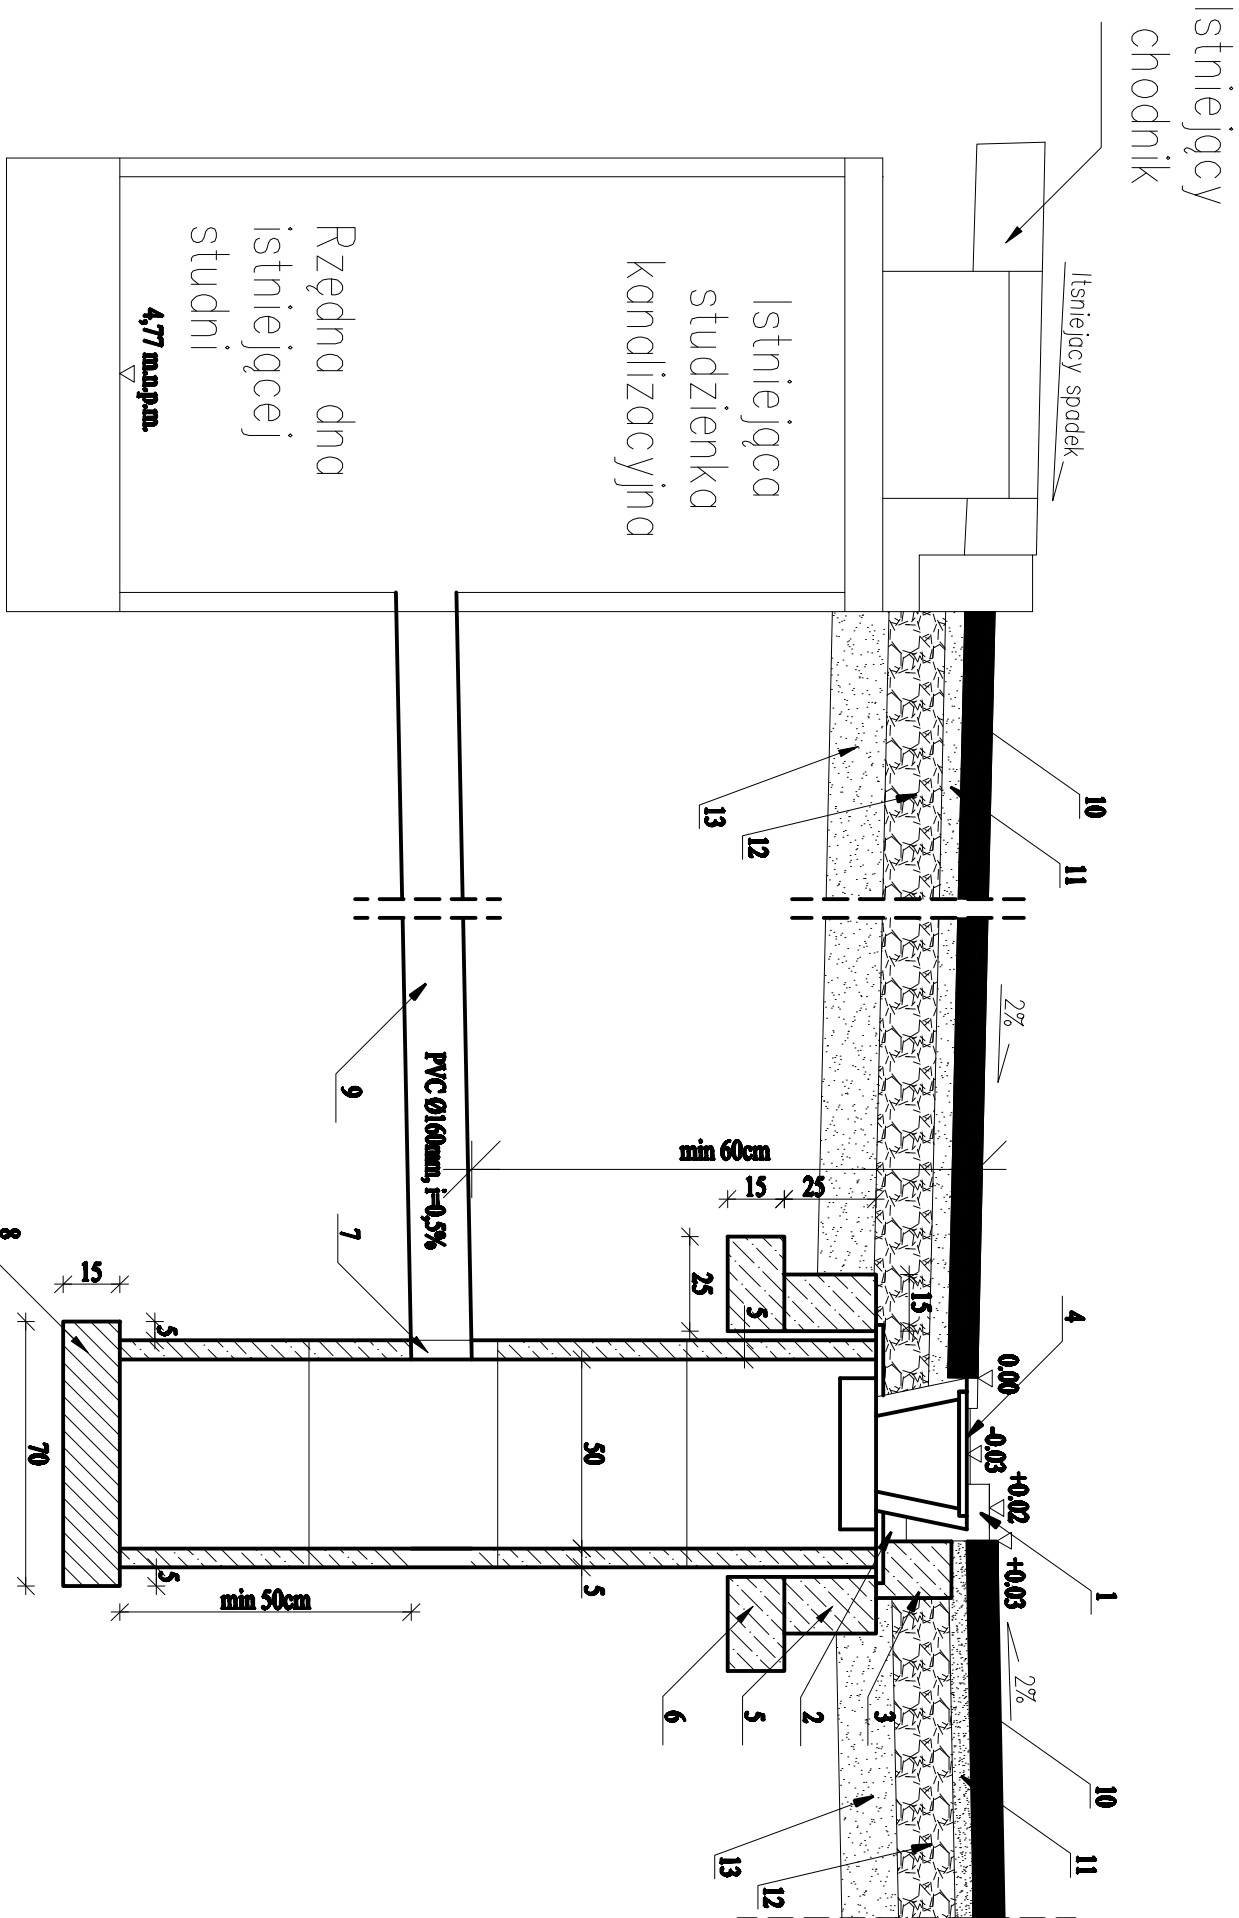 Istniejący
chodnik
Itsniejacy spadek
Istniejąca
studzienka
kanalizacyjna
Rzędna dna
istniejącej
studni
4,77 m.n.p.m.
10
11
12
13
2%
9
PVC Ø160mm, i=0,5%
min 60cm
15
25
7
25
5
15
8
15
5
70
50
4
0.00
-0.03
+0.02
+0.03
1
5
5
min 50cm
2%
3
2
5
6
10
11
12
13